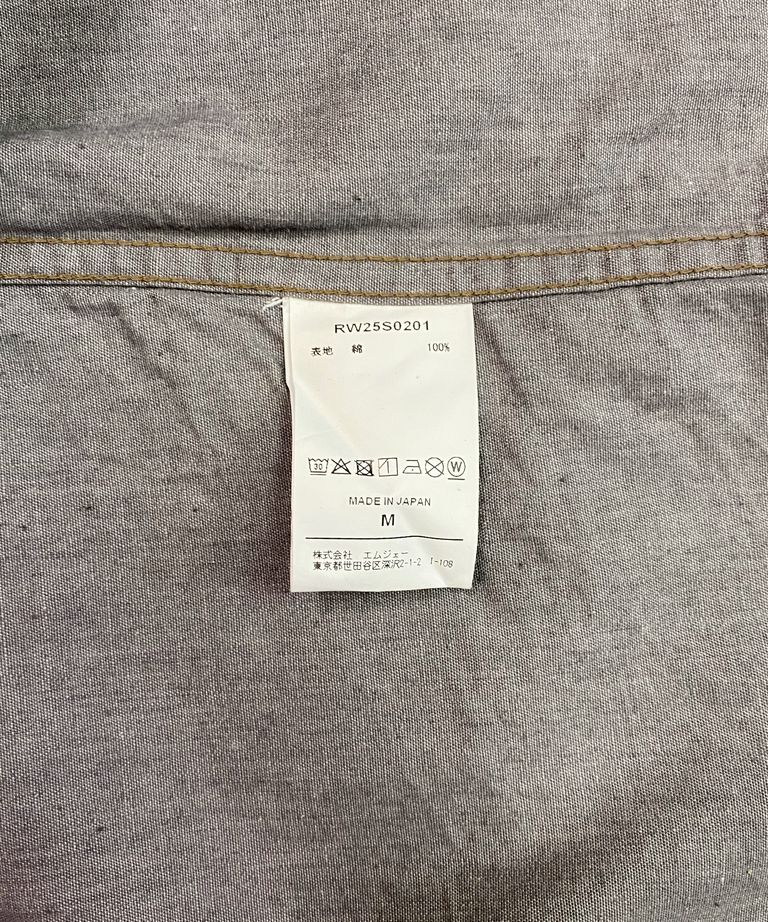 RW25S0201
表地 綿 100%
30 W
MADE IN JAPAN
M
株式会社 エムジェー
東京都世田谷区深沢2-1-2 1-108